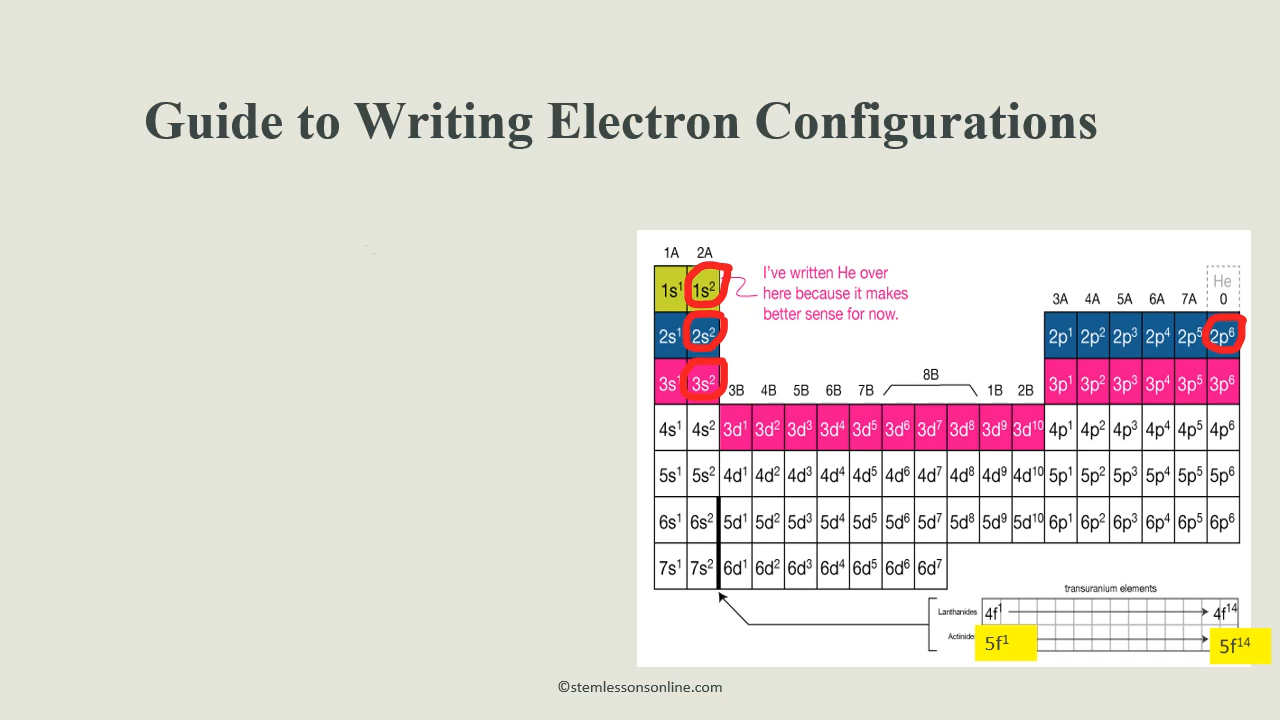 Guide to Writing Electron Configurations
1A 2A
I've written He over
here because it makes
better sense for now.
He
0
1s¹ 1s²
3A 4A 5A 6A 7A
2s¹ 2s² 2p¹ 2p² 2p³ 2p⁴ 2p⁵ 2p⁶
8B
3s¹ 3s² 3p¹ 3p² 3p³ 3p⁴ 3p⁵ 3p⁶
3B 4B 5B 6B 7B 1B 2B
4s¹ 4s² 3d¹ 3d² 3d³ 3d⁴ 3d⁵ 3d⁶ 3d⁷ 3d⁸ 3d⁹ 3d¹⁰ 4p¹ 4p² 4p³ 4p⁴ 4p⁵ 4p⁶
5s¹ 5s² 4d¹ 4d² 4d³ 4d⁴ 4d⁵ 4d⁶ 4d⁷ 4d⁸ 4d⁹ 4d¹⁰ 5p¹ 5p² 5p³ 5p⁴ 5p⁵ 5p⁶
6s¹ 6s² 5d¹ 5d² 5d³ 5d⁴ 5d⁵ 5d⁶ 5d⁷ 5d⁸ 5d⁹ 5d¹⁰ 6p¹ 6p² 6p³ 6p⁴ 6p⁵ 6p⁶
7s¹ 7s² 6d¹ 6d² 6d³ 6d⁴ 6d⁵ 6d⁶ 6d⁷
transuranium elements
Lanthanides 4f¹ 4f¹⁴
5f¹ 5f¹⁴
©stemlessonsonline.com